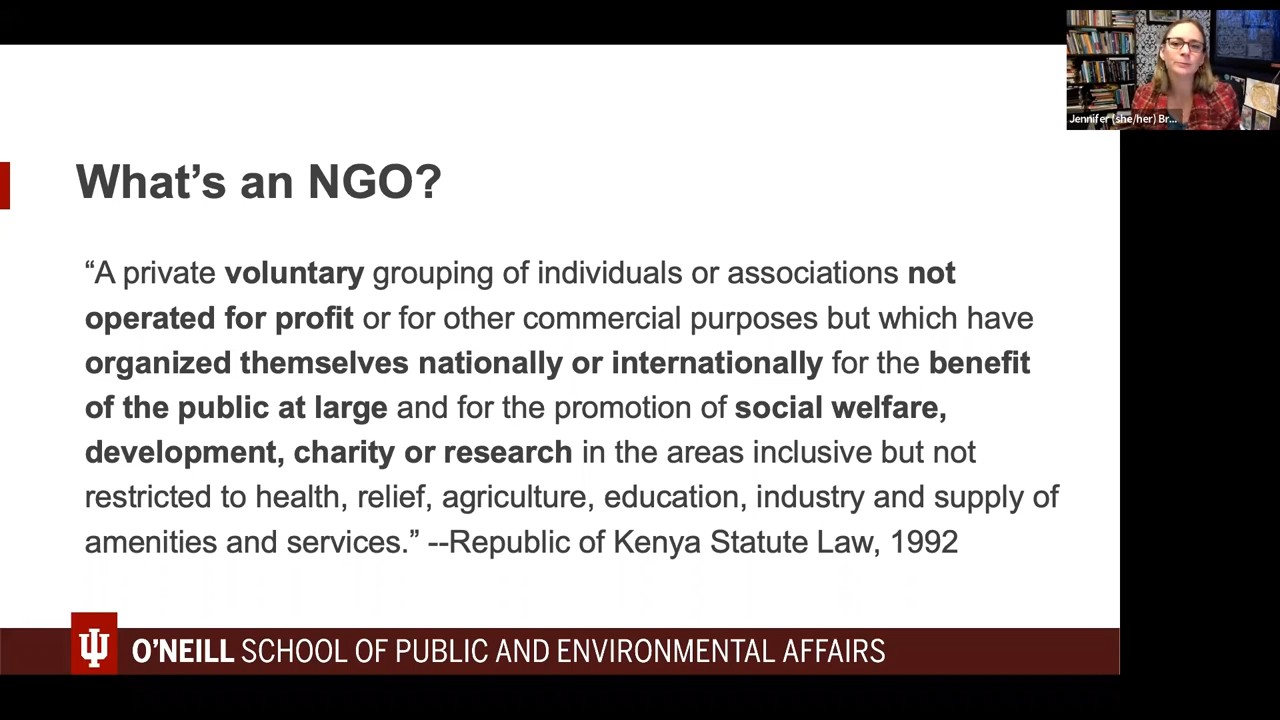 Jennifer (she/her) Br...
What’s an NGO?
“A private voluntary grouping of individuals or associations not
operated for profit or for other commercial purposes but which have
organized themselves nationally or internationally for the benefit
of the public at large and for the promotion of social welfare,
development, charity or research in the areas inclusive but not
restricted to health, relief, agriculture, education, industry and supply of
amenities and services.” --Republic of Kenya Statute Law, 1992
O’NEILL SCHOOL OF PUBLIC AND ENVIRONMENTAL AFFAIRS